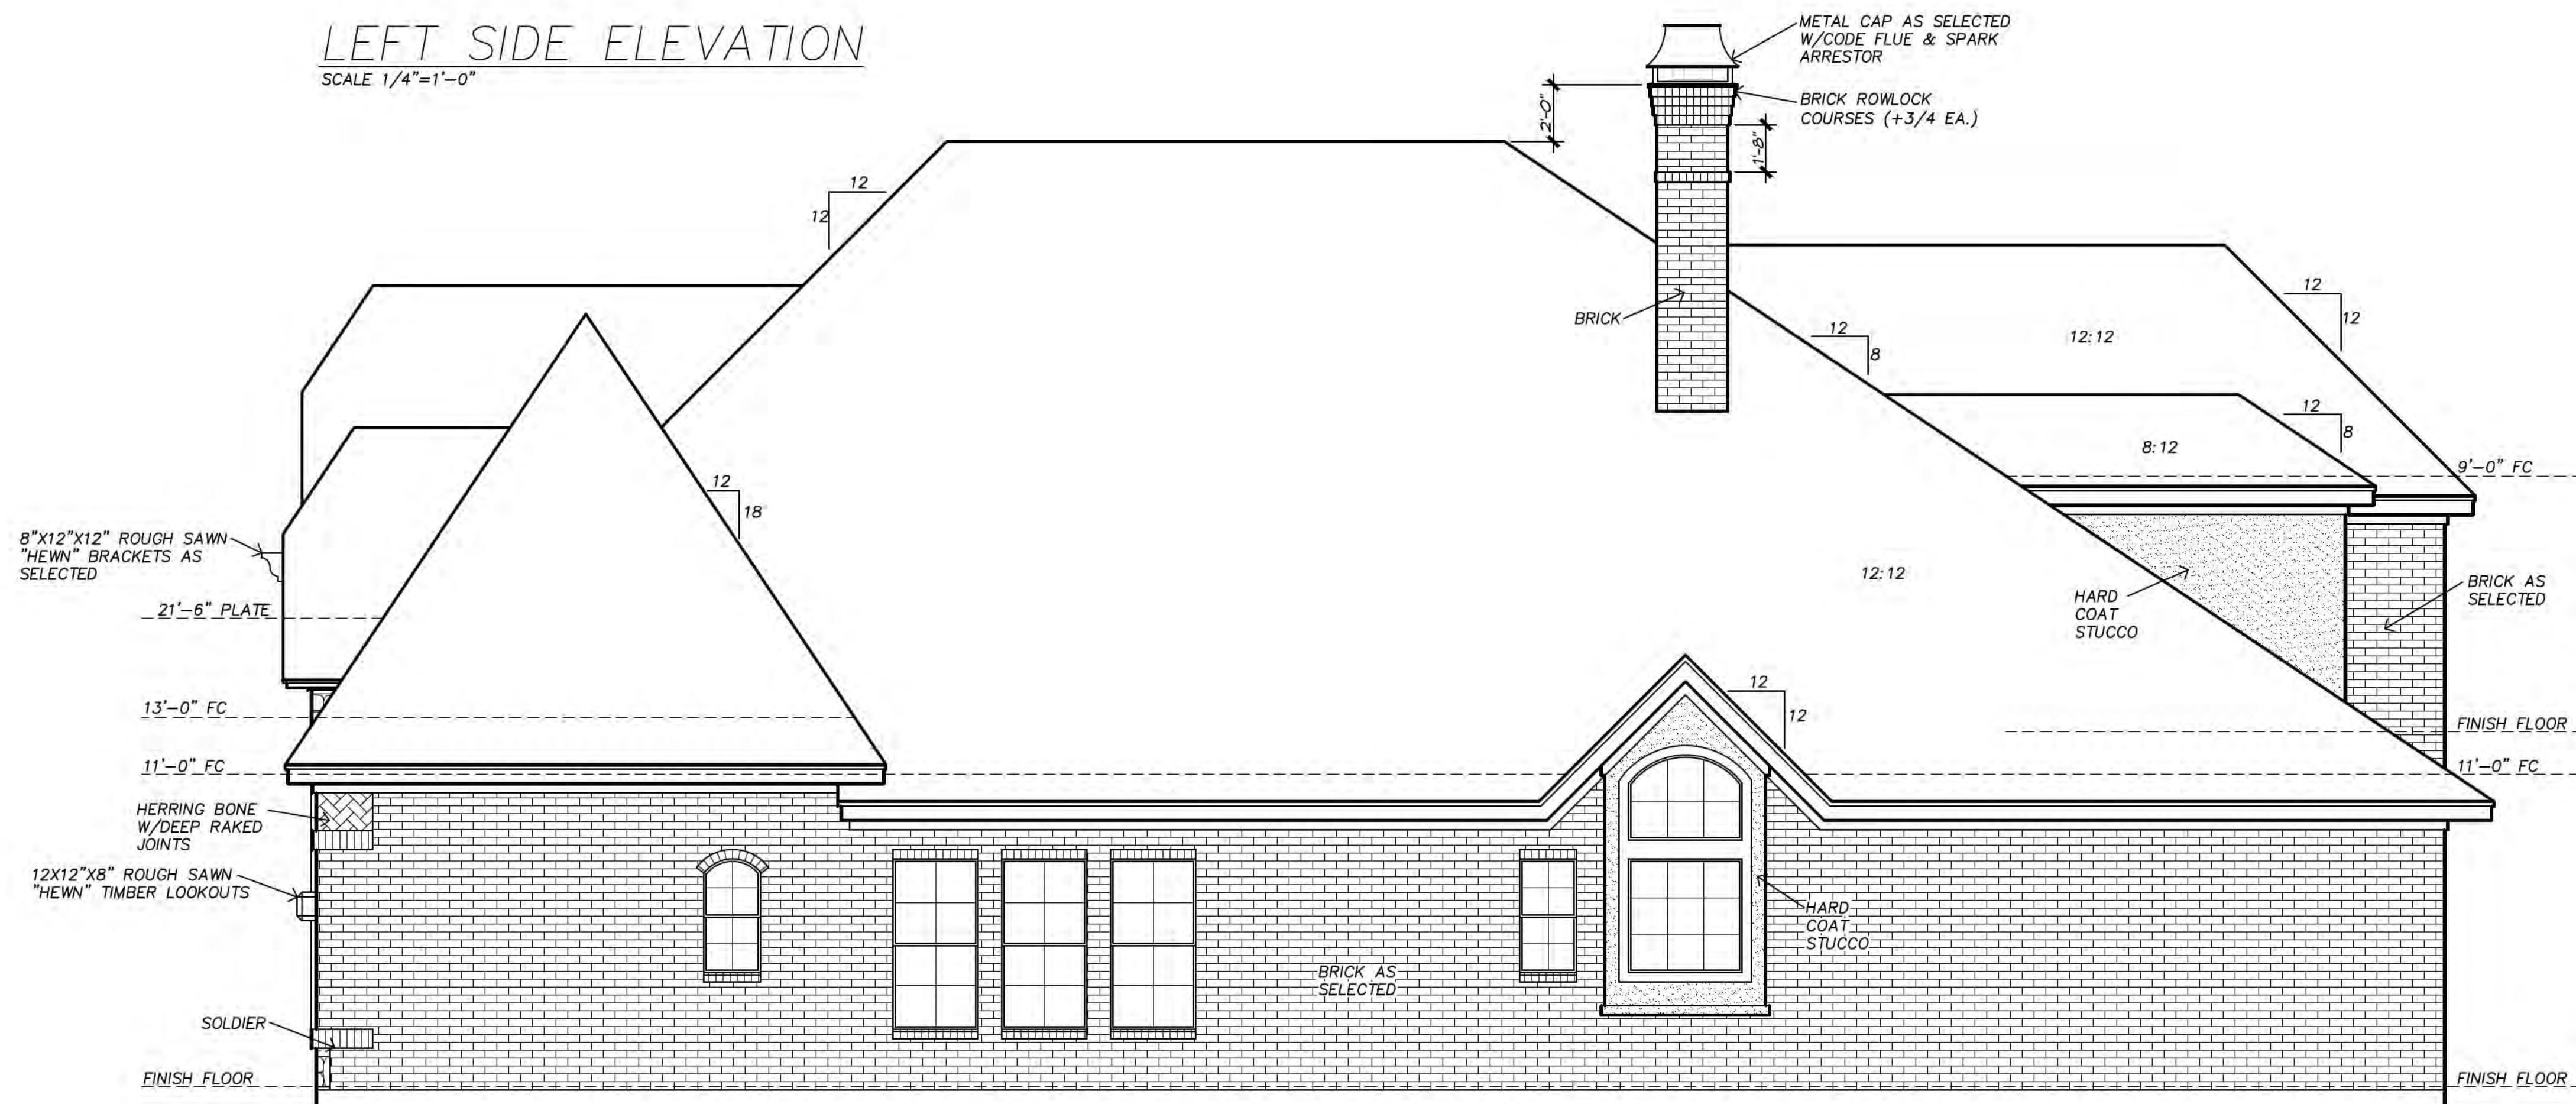 LEFT SIDE ELEVATION
SCALE 1/4"=1'-0"
METAL CAP AS SELECTED
W/CODE FLUE & SPARK
ARRESTOR
BRICK ROWLOCK
COURSES (+3/4 EA.)
2'-0"
1'-8"
12
12
BRICK
12
8
12:12
12
12
12
8
8:12
9'-0" FC
12
18
8"X12"X12" ROUGH SAWN
"HEWN" BRACKETS AS
SELECTED
21'-6" PLATE
12:12
HARD
COAT
STUCCO
BRICK AS
SELECTED
13'-0" FC
12
12
FINISH FLOOR
11'-0" FC
11'-0" FC
HERRING BONE
W/DEEP RAKED
JOINTS
12X12"X8" ROUGH SAWN
"HEWN" TIMBER LOOKOUTS
HARD
COAT
STUCCO
BRICK AS
SELECTED
SOLDIER
FINISH FLOOR
FINISH FLOOR